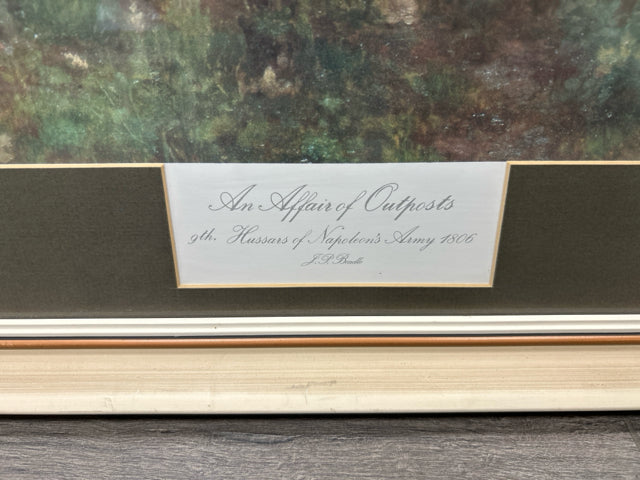 An Affair of Outposts
9th. Hussars of Napoleon's Army 1806
J.P. Beadle